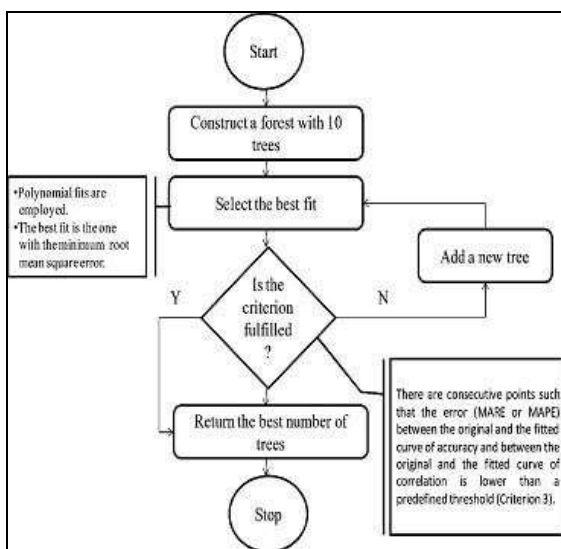 Start
Construct a forest with 10
trees
•Polynomial fits are
employed.
•The best fit is the one
with the minimum root
mean square error.
Select the best fit
Add a new tree
Y
Is the
criterion
fulfilled
?
N
There are consecutive points such
that the error (MARE or MAPE)
between the original and the fitted
curve of accuracy and between the
original and the fitted curve of
correlation is lower than a
predefined threshold (Criterion 3).
Return the best number of
trees
Stop